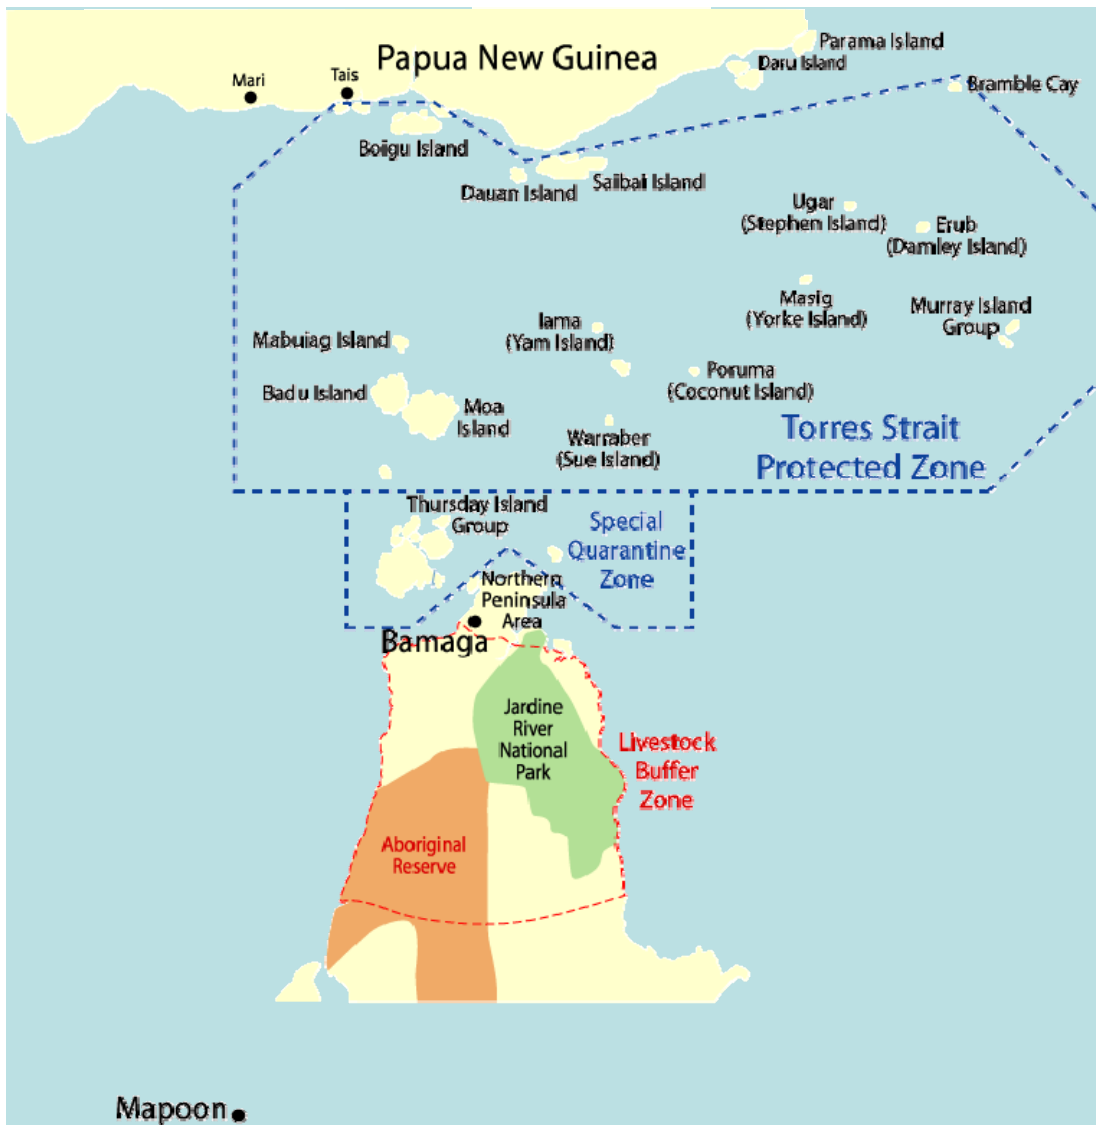 Parama Island
Papua New Guinea
Daru Island
Mari
Tais
Bramble Cay
Boiigu Island
Dauan Island
Saibai Island
Ugar
(Stephen Island)
Erub
(Damley Island)
Masig
(Yorke Island)
Murray Island
Group
Iama
(Yam Island)
Mabuiag Island
Poruma
(Coconut Island)
Badu Island
Moa
Island
Warraber
(Sue Island)
Torres Strait
Protected Zone
Thursday Island
Group
Special
Quarantine
Zone
Northern
Peninsula
Area
Bamaga
Jardine
River
National
Park
Livestock
Buffer
Zone
Aboriginal
Reserve
Mapoon